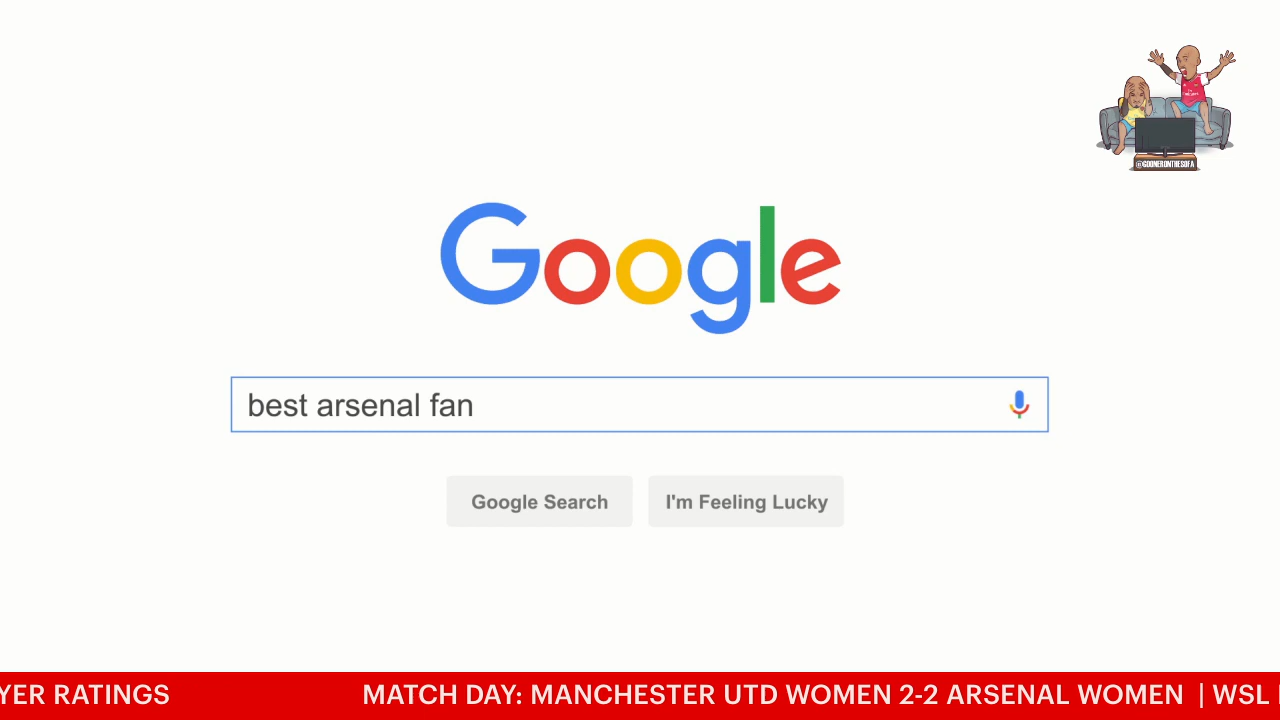 @GOONERONTHESOFA
Google
best arsenal fan
Google Search
I'm Feeling Lucky
YER RATINGS MATCH DAY: MANCHESTER UTD WOMEN 2-2 ARSENAL WOMEN | WSL